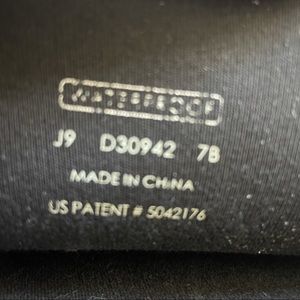 WATERPROOF
J9 D30942 7B
MADE IN CHINA
US PATENT # 5042176